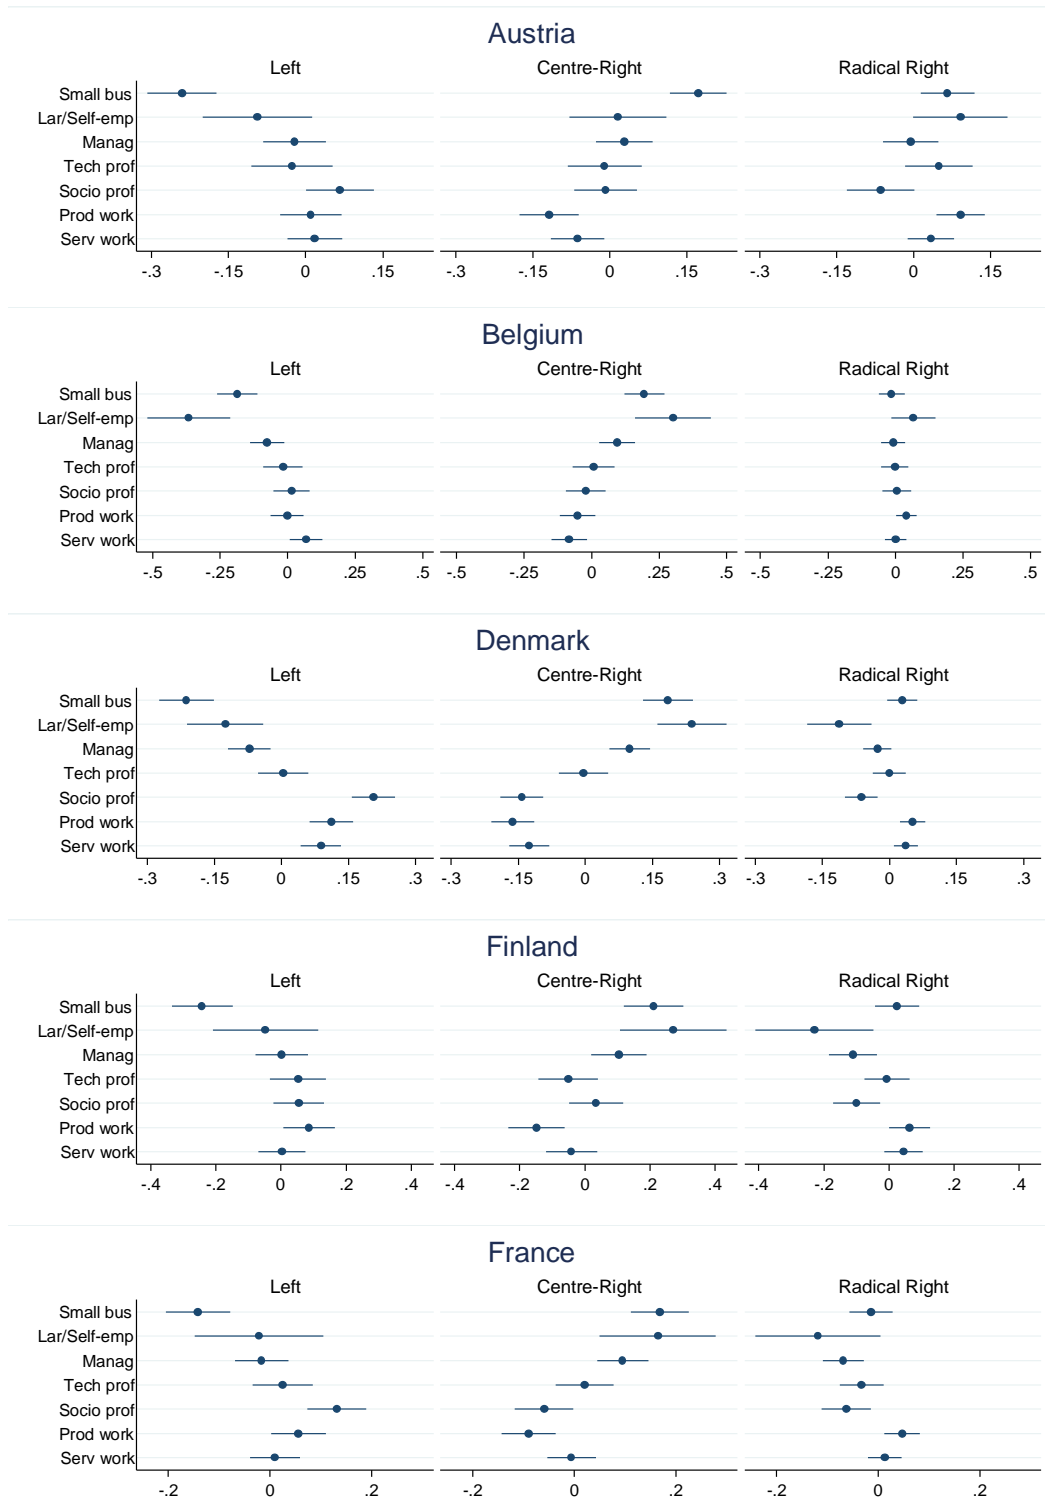 Austria
Left Centre-Right Radical Right
Small bus
Lar/Self-emp
Manag
Tech prof
Socio prof
Prod work
Serv work
-.3 -.15 0 .15 -.3 -.15 0 .15 -.3 -.15 0 .15
Belgium
Left Centre-Right Radical Right
Small bus
Lar/Self-emp
Manag
Tech prof
Socio prof
Prod work
Serv work
-.5 -.25 0 .25 .5 -.5 -.25 0 .25 .5 -.5 -.25 0 .25 .5
Denmark
Left Centre-Right Radical Right
Small bus
Lar/Self-emp
Manag
Tech prof
Socio prof
Prod work
Serv work
-.3 -.15 0 .15 .3 -.3 -.15 0 .15 .3 -.3 -.15 0 .15 .3
Finland
Left Centre-Right Radical Right
Small bus
Lar/Self-emp
Manag
Tech prof
Socio prof
Prod work
Serv work
-.4 -.2 0 .2 .4 -.4 -.2 0 .2 .4 -.4 -.2 0 .2 .4
France
Left Centre-Right Radical Right
Small bus
Lar/Self-emp
Manag
Tech prof
Socio prof
Prod work
Serv work
-.2 0 .2 -.2 0 .2 -.2 0 .2